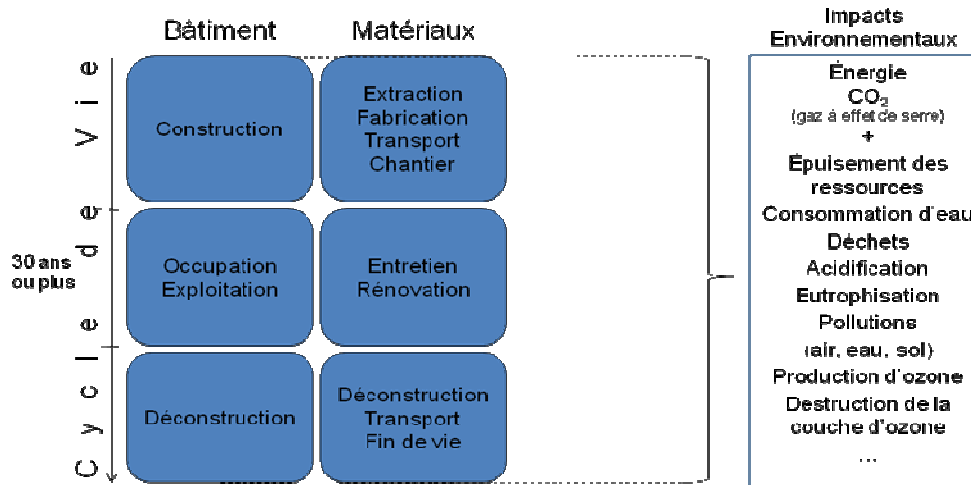 Bâtiment
Matériaux
Impacts
Environnementaux
Cycle de Vie
30 ans
ou plus
Construction
Extraction
Fabrication
Transport
Chantier
Occupation
Exploitation
Entretien
Rénovation
Déconstruction
Déconstruction
Transport
Fin de vie
Énergie
CO₂
(gaz à effet de serre)
+
Épuisement des
ressources
Consommation d'eau
Déchets
Acidification
Eutrophisation
Pollutions
(air, eau, sol)
Production d'ozone
Destruction de la
couche d'ozone
...